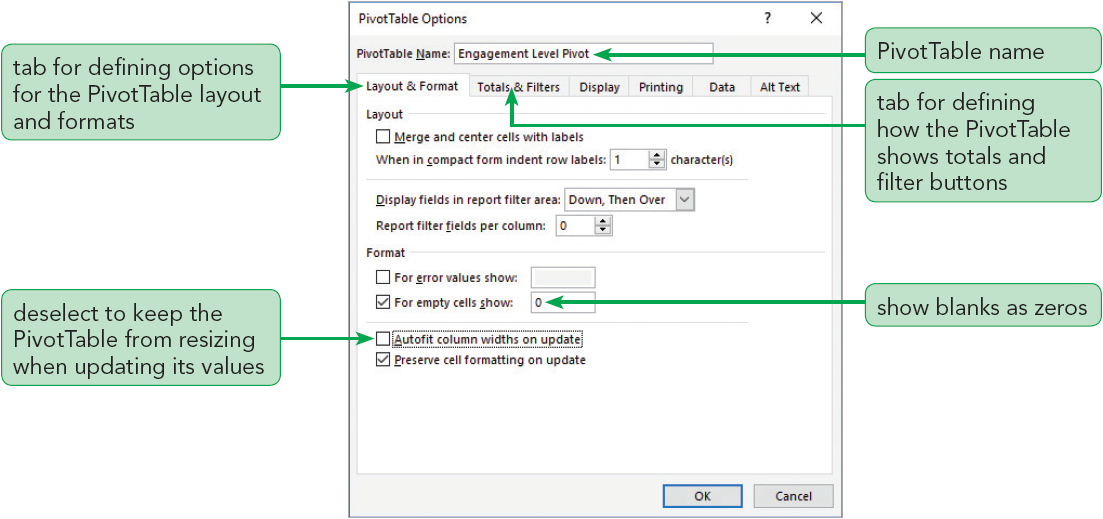 PivotTable Options
?
PivotTable Name: Engagement Level Pivot
Layout & Format Totals & Filters Display Printing Data Alt Text
Layout
Merge and center cells with labels
When in compact form indent row labels: 1 character(s)
Display fields in report filter area: Down, Then Over
Report filter fields per column: 0
Format
For error values show:
For empty cells show: 0
Autofit column widths on update
Preserve cell formatting on update
OK Cancel
tab for defining options
for the PivotTable layout
and formats
deselect to keep the
PivotTable from resizing
when updating its values
PivotTable name
tab for defining
how the PivotTable
shows totals and
filter buttons
show blanks as zeros